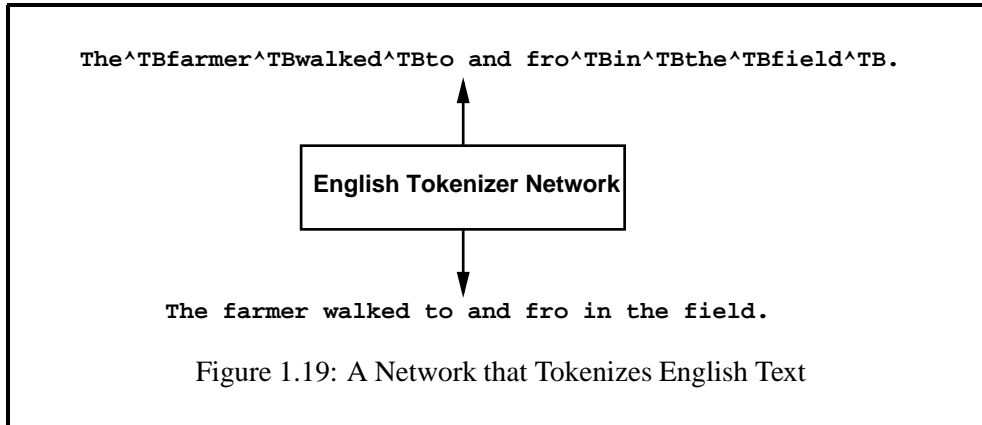 The^TBfarmer^TBwalked^TBto and fro^TBin^TBthe^TBfield^TB.
English Tokenizer Network
The farmer walked to and fro in the field.
Figure 1.19: A Network that Tokenizes English Text